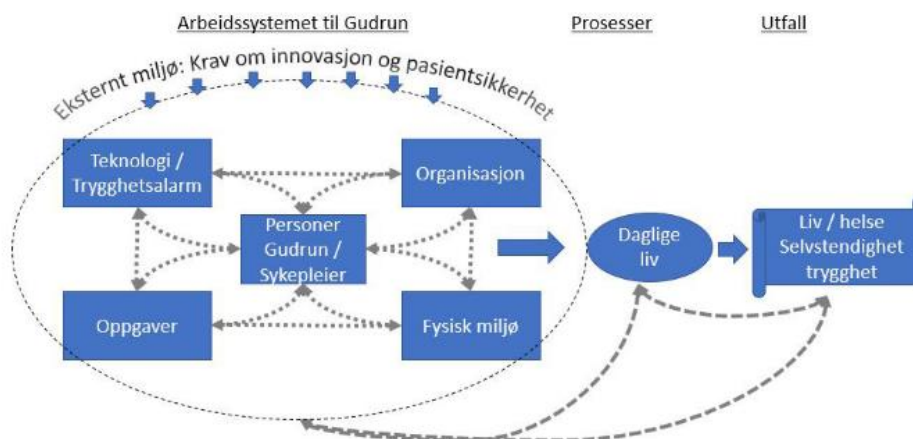 Arbeidssystemet til Gudrun
Prosesser
Utfall
Eksternt miljø: Krav om innovasjon og pasientsikkerhet
Teknologi /
Trygghetsalarm
Organisasjon
Personer
Gudrun /
Sykepleier
Oppgaver
Fysisk miljø
Daglige
liv
Liv / helse
Selvstendighet
trygghet